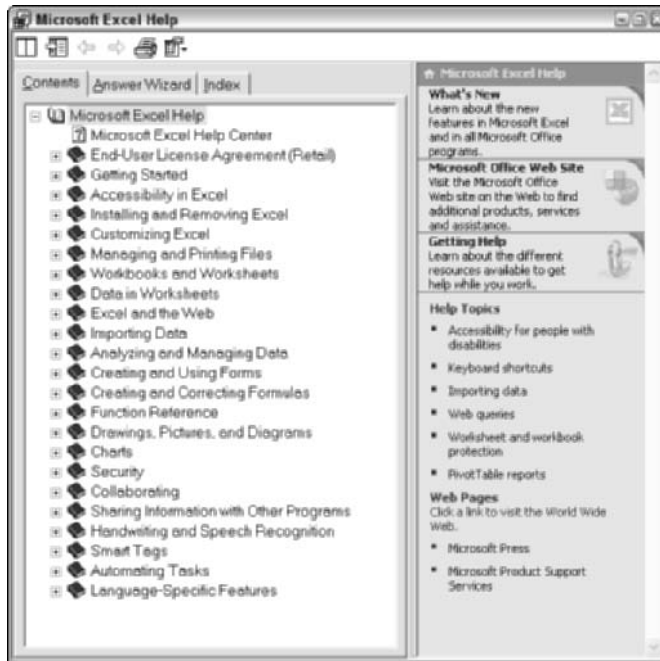 Microsoft Excel Help
Contents
Answer Wizard
Index
Microsoft Excel Help
Microsoft Excel Help Center
End-User License Agreement (Retail)
Getting Started
Accessibility in Excel
Installing and Removing Excel
Customizing Excel
Managing and Printing Files
Workbooks and Worksheets
Data in Worksheets
Excel and the Web
Importing Data
Analyzing and Managing Data
Creating and Using Forms
Creating and Correcting Formulas
Function Reference
Drawings, Pictures, and Diagrams
Charts
Security
Collaborating
Sharing Information with Other Programs
Handwriting and Speech Recognition
Smart Tags
Automating Tasks
Language-Specific Features
Microsoft Excel Help
What's New
Learn about the new
features in Microsoft Excel
and in all Microsoft Office
programs.
Microsoft Office Web Site
Visit the Microsoft Office
Web site on the Web to find
additional products, services
and assistance.
Getting Help
Learn about the different
resources available to get
help while you work.
Help Topics
Accessibility for people with
disabilities
Keyboard shortcuts
Importing data
Web queries
Worksheet and workbook
protection
PivotTable reports
Web Pages
Click a link to visit the World Wide
Web.
Microsoft Press
Microsoft Product Support
Services